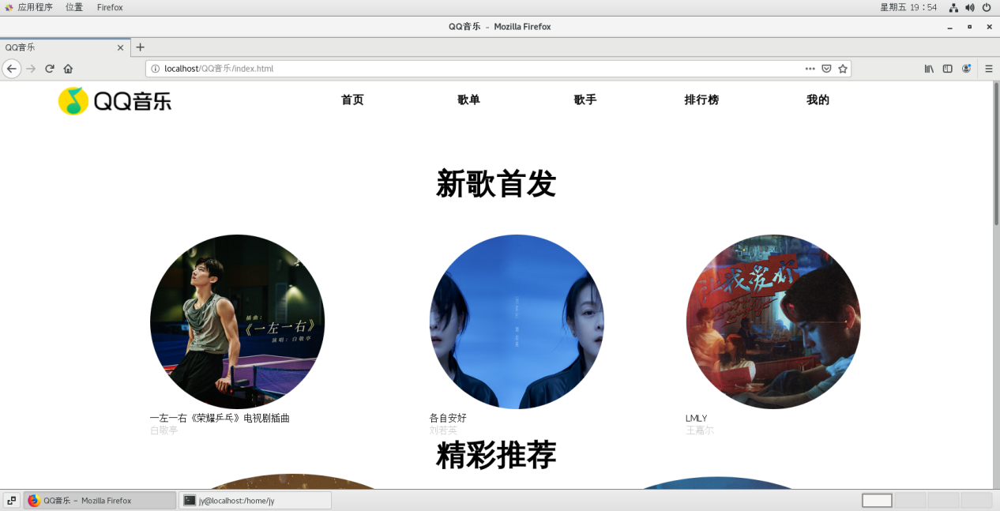 应用程序 位置 Firefox 星期五 19：54
QQ音乐 - Mozilla Firefox
QQ音乐
localhost/QQ音乐/index.html
QQ音乐 首页 歌单 歌手 排行榜 我的
新歌首发
插曲：
《一左一右》
演唱：白敬亭
我爱你
一左一右《荣耀乒乓》电视剧插曲 各自安好 LMLY
白敬亭 刘若英 王嘉尔
精彩推荐
QQ音乐 - Mozilla Firefox jy@localhost:/home/jy